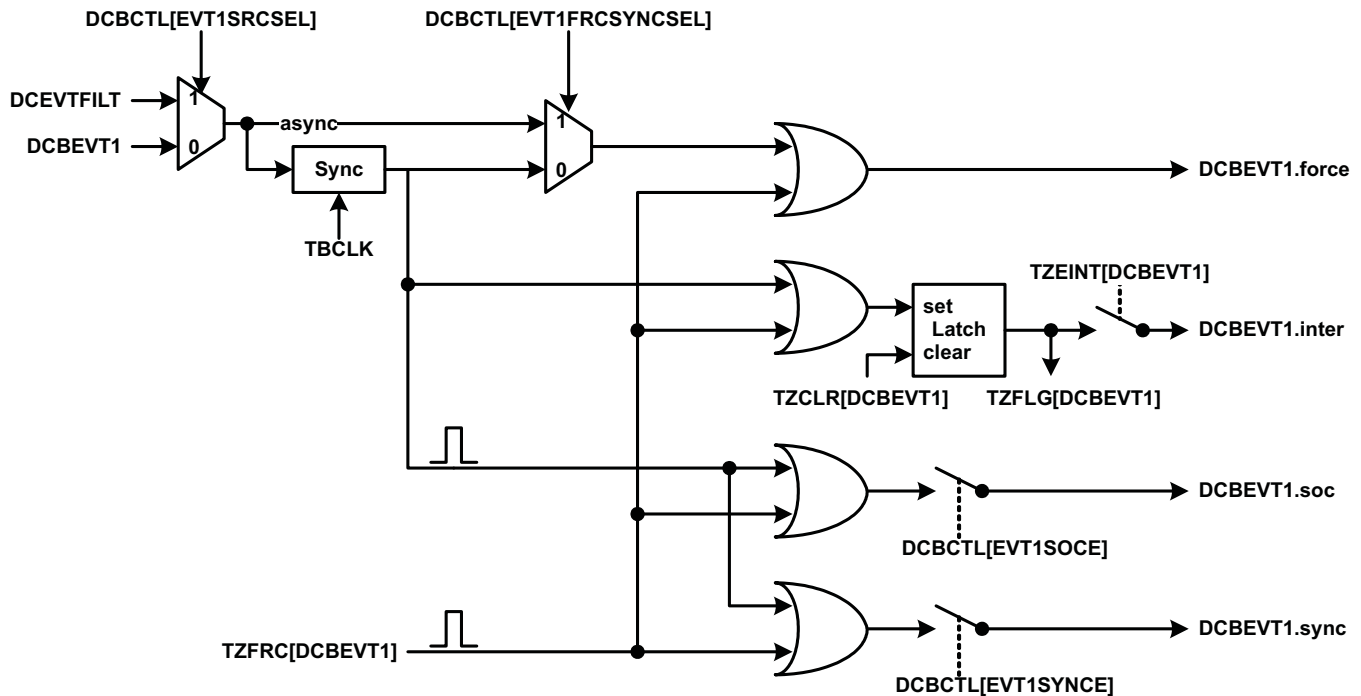 DCBCTL[EVT1SRCSEL]
DCBCTL[EVT1FRCSYNCSEL]
DCEVTFILT
1
DCBEVT1
0
async
Sync
TBCLK
1
0
DCBEVT1.force
TZEINT[DCBEVT1]
set
Latch
clear
DCBEVT1.inter
TZCLR[DCBEVT1]
TZFLG[DCBEVT1]
DCBEVT1.soc
DCBCTL[EVT1SOCE]
DCBEVT1.sync
TZFRC[DCBEVT1]
DCBCTL[EVT1SYNCE]